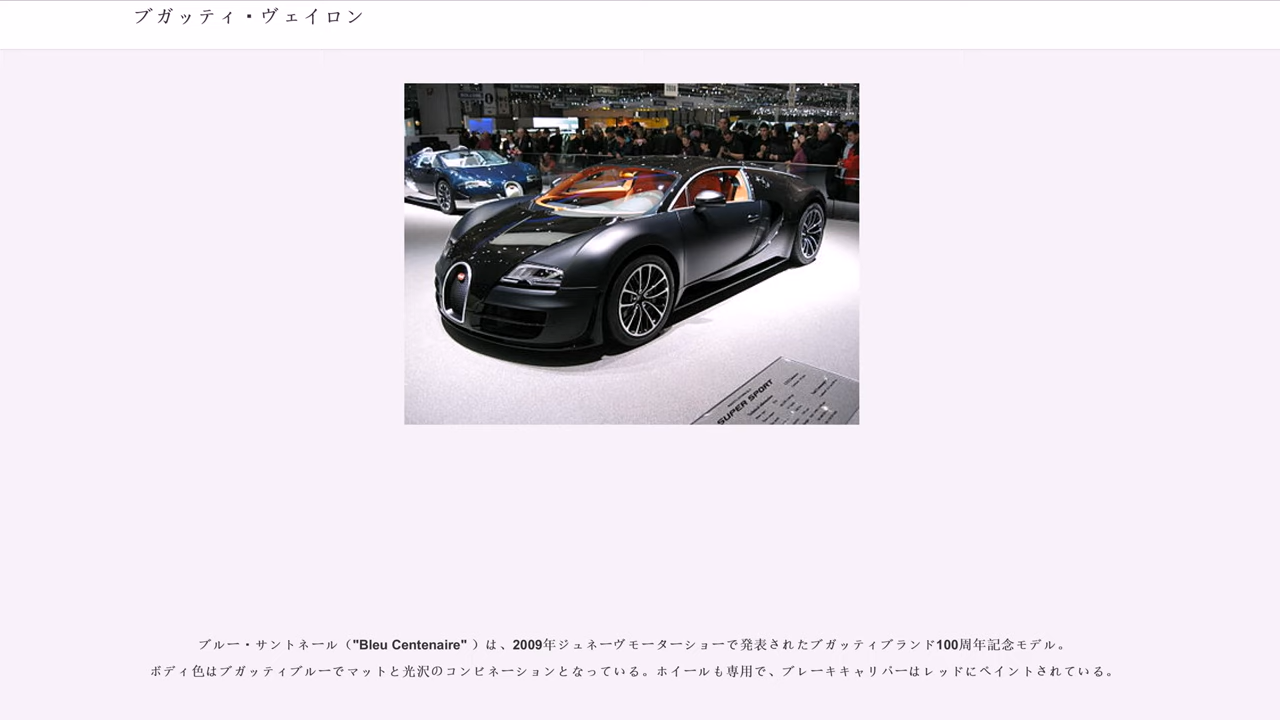 ブガッティ・ヴェイロン
SUPER SPORT
ブルー・サントネール（"Bleu Centenaire" ）は、2009年ジュネーヴモーターショーで発表されたブガッティブランド100周年記念モデル。
ボディ色はブガッティブルーでマットと光沢のコンビネーションとなっている。ホイールも専用で、ブレーキキャリパーはレッドにペイントされている。